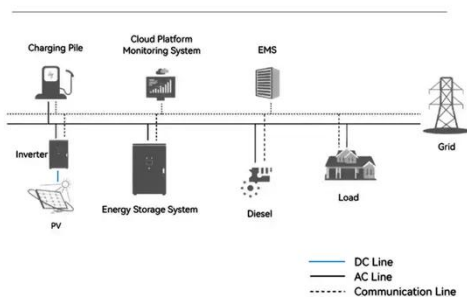 Charging Pile
Cloud Platform
Monitoring System
EMS
Grid
Inverter
PV
Energy Storage System
Diesel
Load
DC Line
AC Line
Communication Line